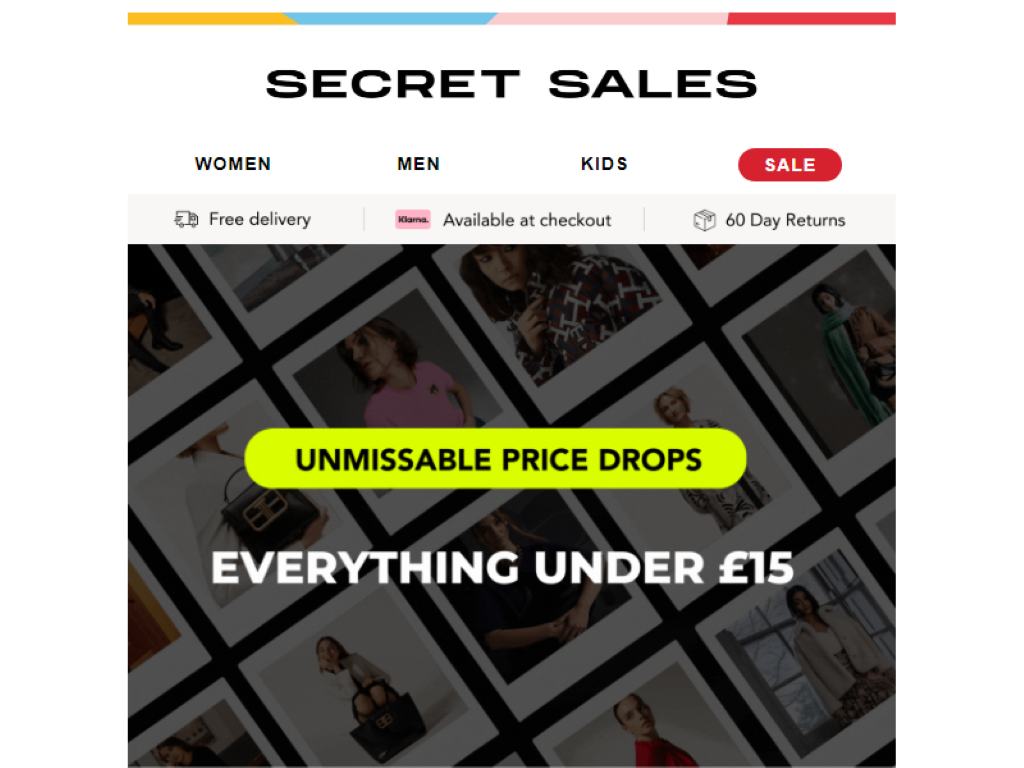 SECRET SALES
WOMEN MEN KIDS SALE
Free delivery Klarna. Available at checkout 60 Day Returns
UNMISSABLE PRICE DROPS
EVERYTHING UNDER £15